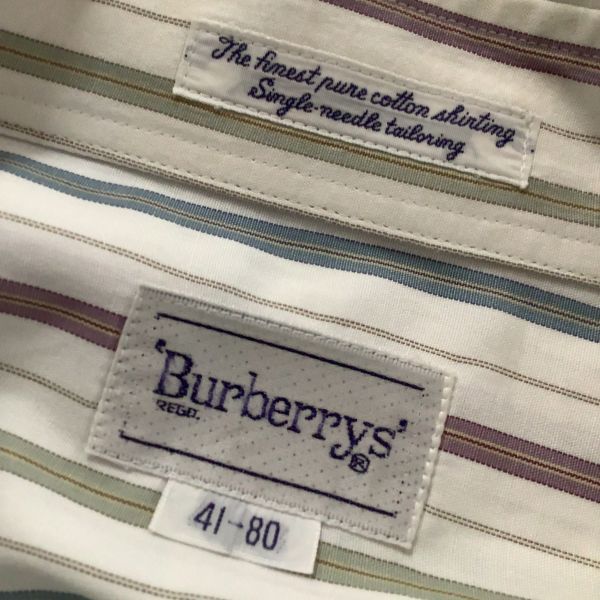 The finest pure cotton shirting
Single-needle tailoring
'Burberrys'
REGD.
®
41-80